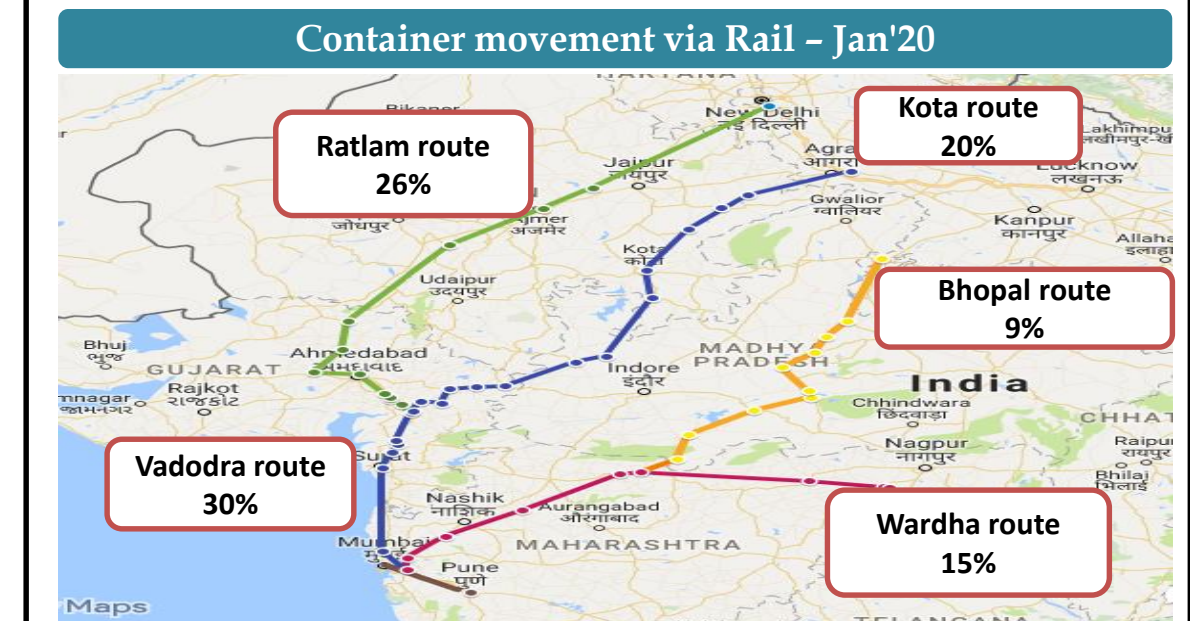 Container movement via Rail – Jan'20
New Delhi
नई दिल्ली
Ratlam route
26%
Kota route
20%
Jaipur
जयपुर
Agra
आगरा
Lucknow
लखनऊ
Gwalior
ग्वालियर
Kanpur
कानपुर
जोधपुर
अजमेर
Kota
कोटा
Udaipur
उदयपुर
Bhopal route
9%
Bhuj
ભુજ
GUJARAT
Ahmedabad
અમદાવાદ
Rajkot
રાજકોટ
Indore
इंदौर
MADHYA
PRADESH
India
Chhindwara
छिंदवाड़ा
Nagpur
नागपुर
Raipur
रायपुर
Bhilai
भिलाई
Vadodra route
30%
Surat
Nashik
नाशिक
Aurangabad
औरंगाबाद
Wardha route
15%
Mumbai
MAHARASHTRA
Pune
पुणे
Maps
TELANGANA